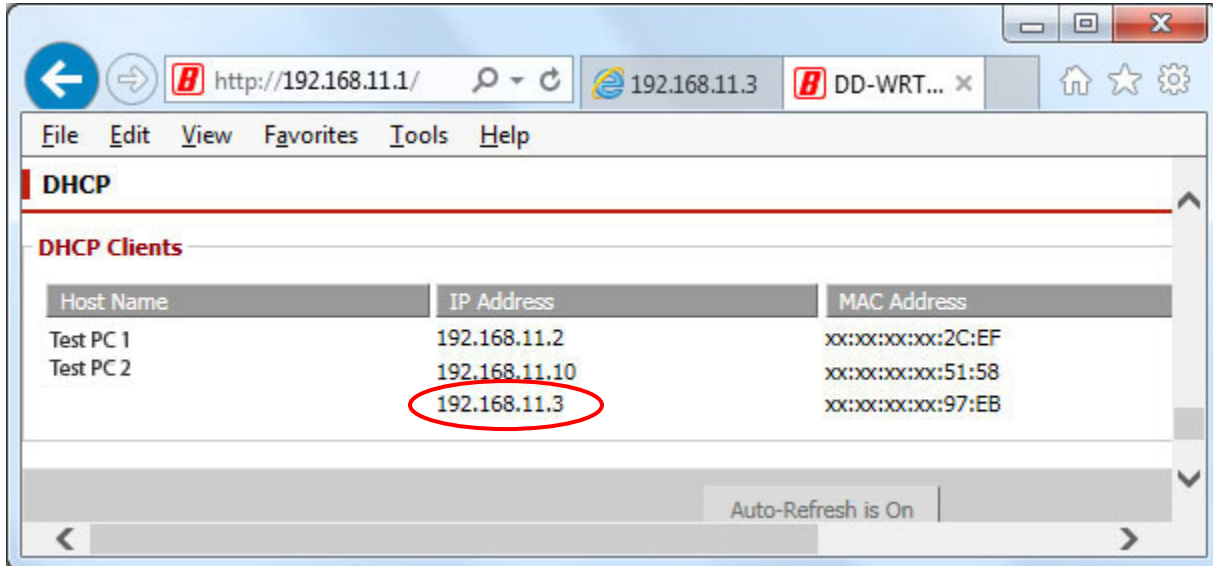 http://192.168.11.1/ 192.168.11.3 DD-WRT...
File Edit View Favorites Tools Help
DHCP
DHCP Clients
Host Name IP Address MAC Address
Test PC 1 192.168.11.2 xx:xx:xx:xx:2C:EF
Test PC 2 192.168.11.10 xx:xx:xx:xx:51:58
192.168.11.3 xx:xx:xx:xx:97:EB
Auto-Refresh is On